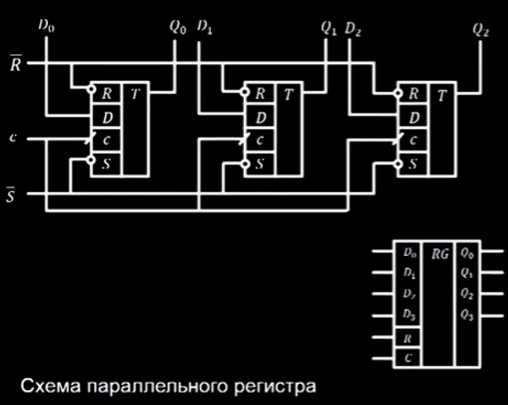 D₀ Q₀ D₁ Q₁ D₂ Q₂
R̅
R T R T R T
D D D
C c C c C
S S S
S̅
D₀ RG Q₀
D₁ Q₁
D₂ Q₂
D₃ Q₃
R
C
Схема параллельного регистра